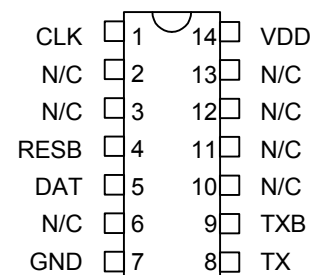 CLK 1 14 VDD
N/C 2 13 N/C
N/C 3 12 N/C
RESB 4 11 N/C
DAT 5 10 N/C
N/C 6 9 TXB
GND 7 8 TX